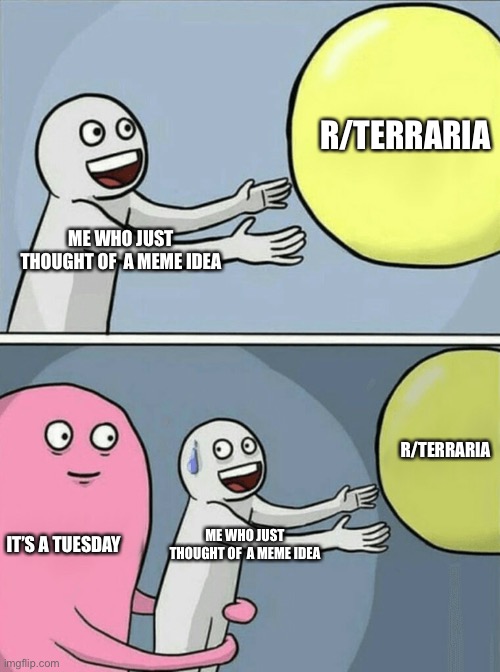 R/TERRARIA
ME WHO JUST
THOUGHT OF A MEME IDEA
R/TERRARIA
IT'S A TUESDAY
ME WHO JUST
THOUGHT OF A MEME IDEA
imgflip.com